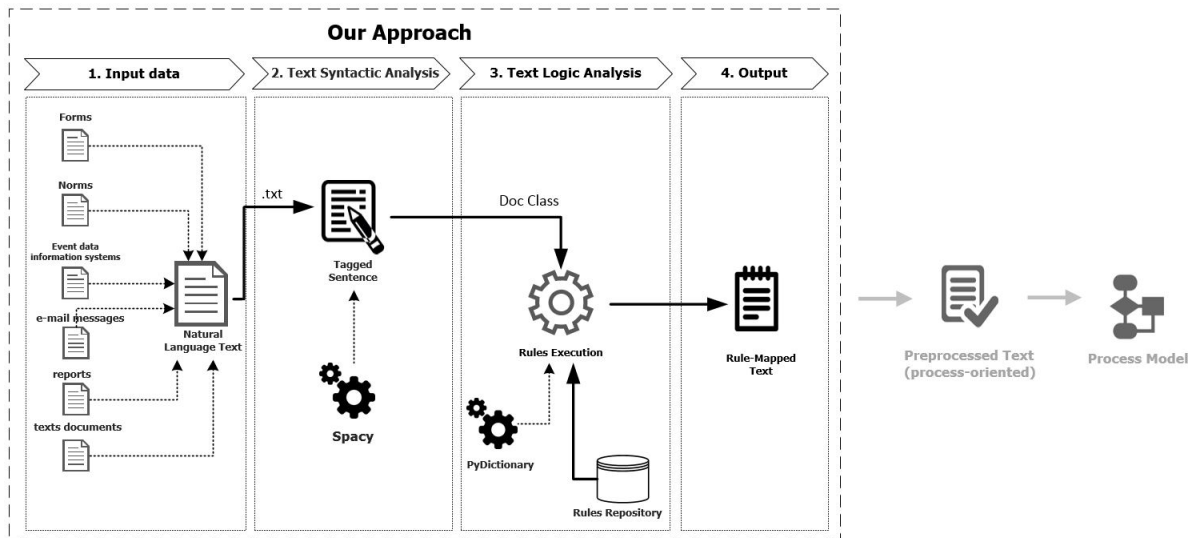 Our Approach
1. Input data
2. Text Syntactic Analysis
3. Text Logic Analysis
4. Output
Forms
Norms
Event data
information systems
e-mail messages
reports
texts documents
Natural
Language Text
.txt
Tagged
Sentence
Spacy
Doc Class
Rules Execution
PyDictionary
Rules Repository
Rule-Mapped
Text
Preprocessed Text
(process-oriented)
Process Model